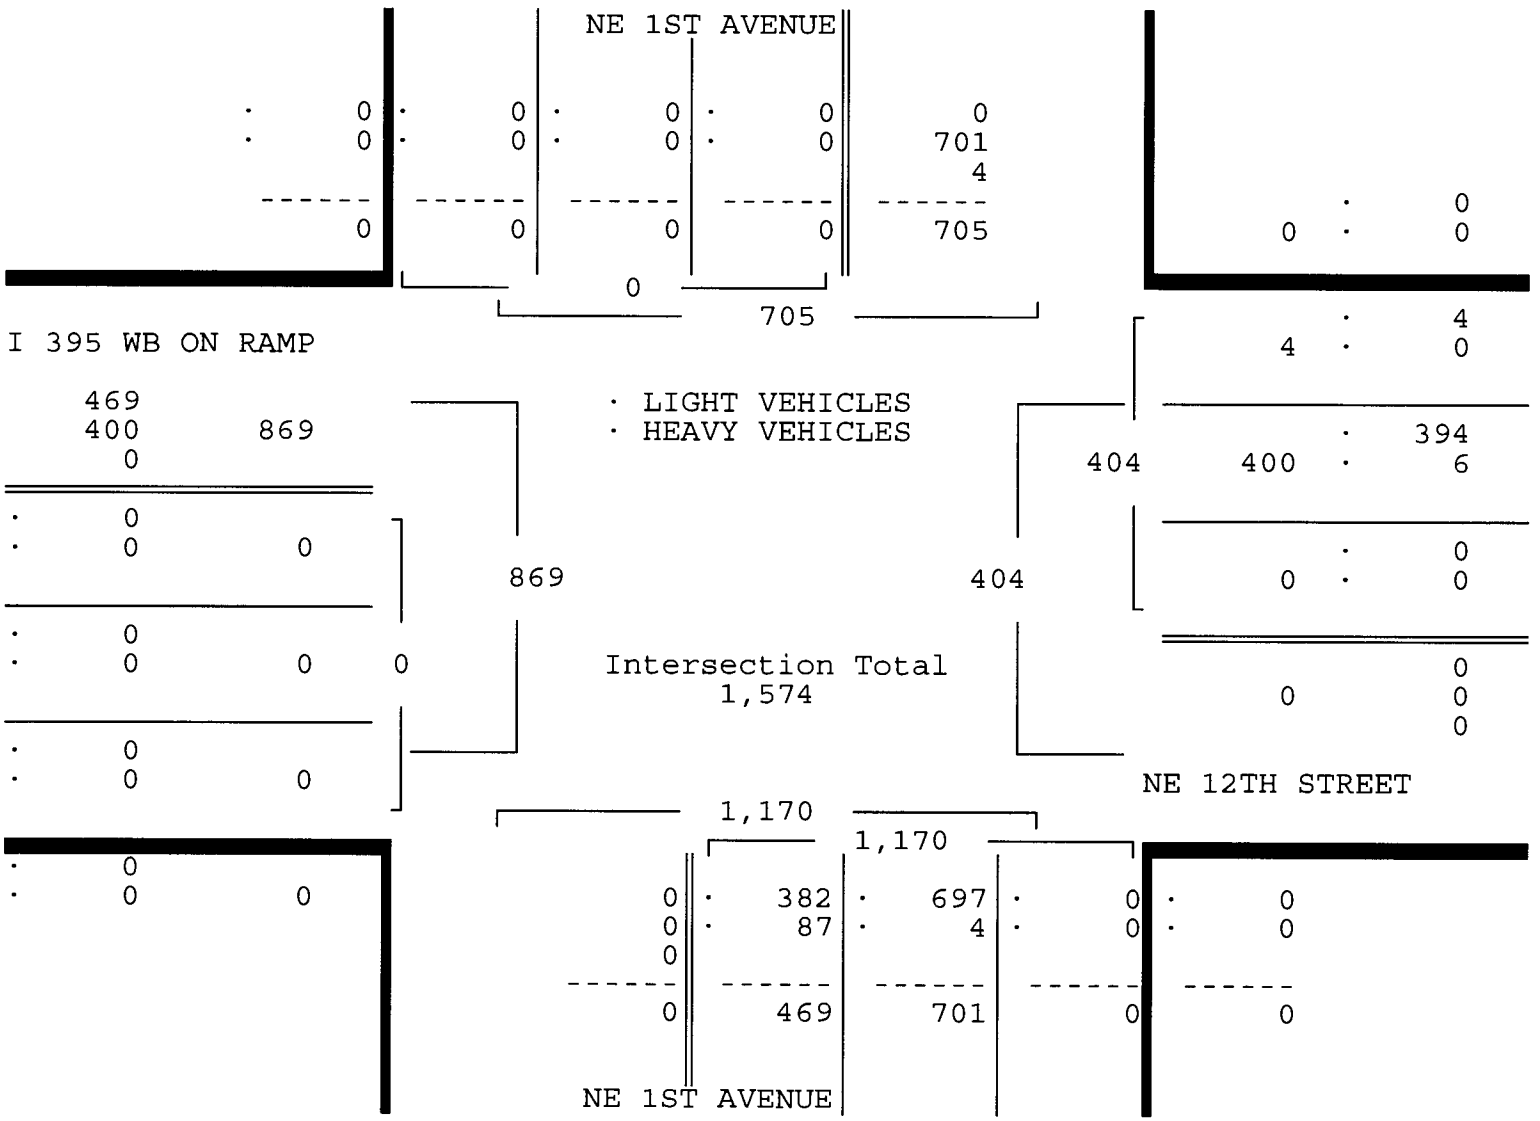 NE 1ST AVENUE
· 0 · 0 · 0 · 0 0
· 0 · 0 · 0 · 0 701
4
------ ------ ------ ------ ------
· 0
0 0 0 0 705
0 · 0
0
705
· 4
I 395 WB ON RAMP
4 · 0
469
· LIGHT VEHICLES
400 869
· HEAVY VEHICLES
· 394
0
404 400 · 6
· 0
· 0 0
· 0
869
404
0 · 0
· 0
· 0 0 0
Intersection Total
0
1,574
0 0
0
· 0
· 0 0
NE 12TH STREET
1,170
1,170
· 0
· 0 0
0 · 382 · 697 · 0 · 0
0 · 87 · 4 · 0 · 0
0
------ ------ ------ ------ ------
0 469 701 0 0
NE 1ST AVENUE